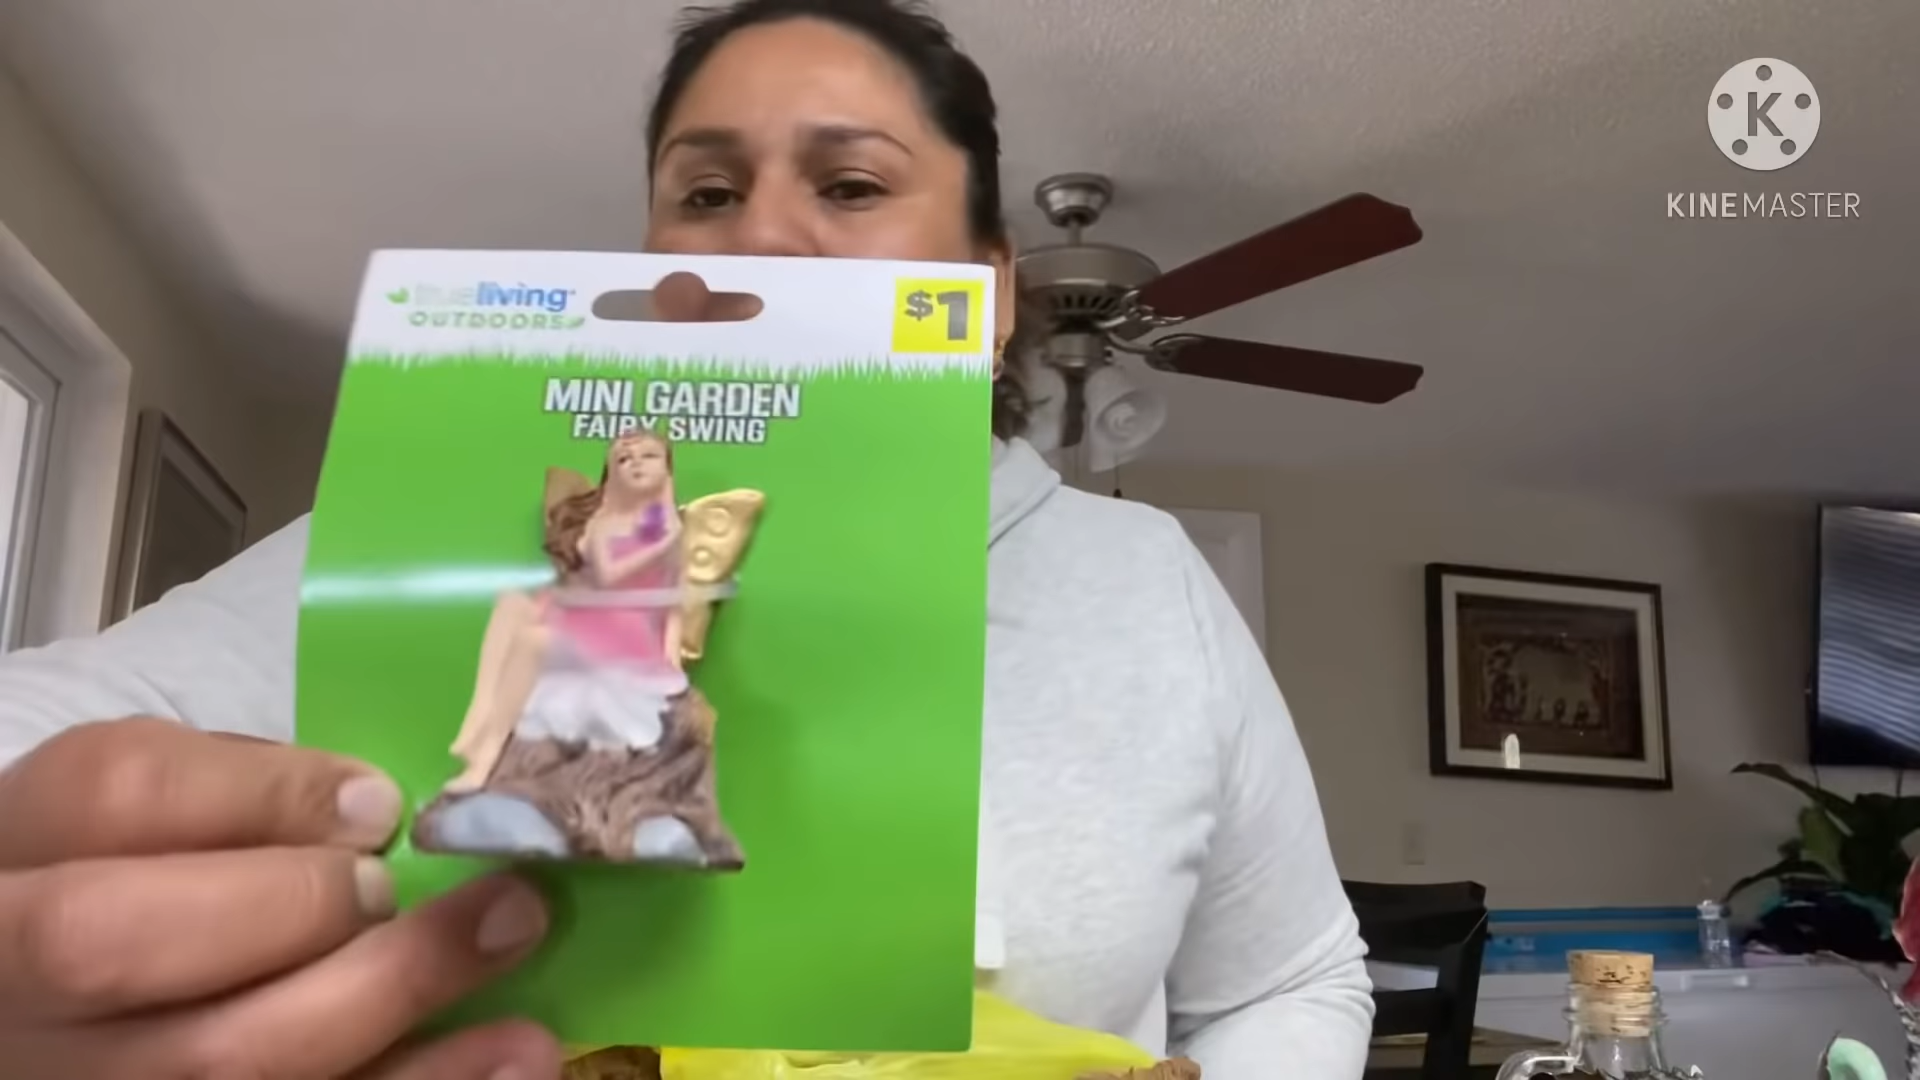 trueliving
OUTDOORS
$1
MINI GARDEN
FAIRY SWING
K
KINEMASTER